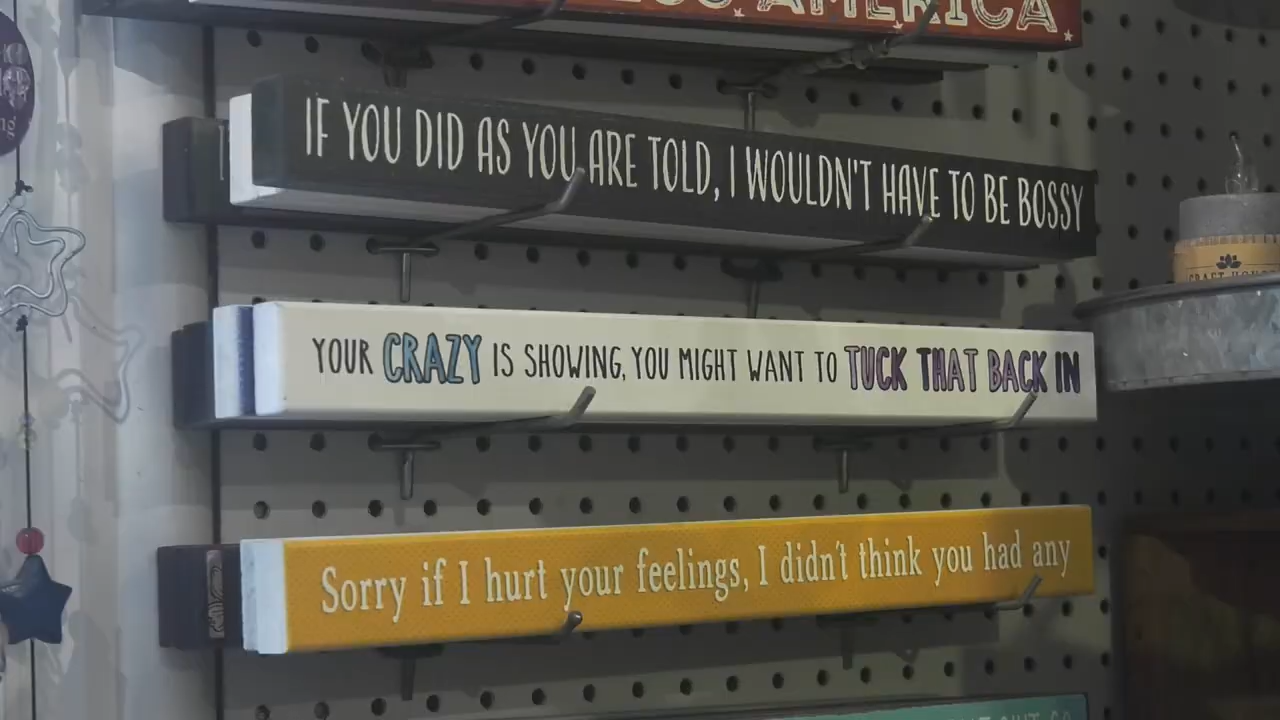 AMERICA
IF YOU DID AS YOU ARE TOLD, I WOULDN'T HAVE TO BE BOSSY
YOUR CRAZY IS SHOWING, YOU MIGHT WANT TO TUCK THAT BACK IN
Sorry if I hurt your feelings, I didn't think you had any